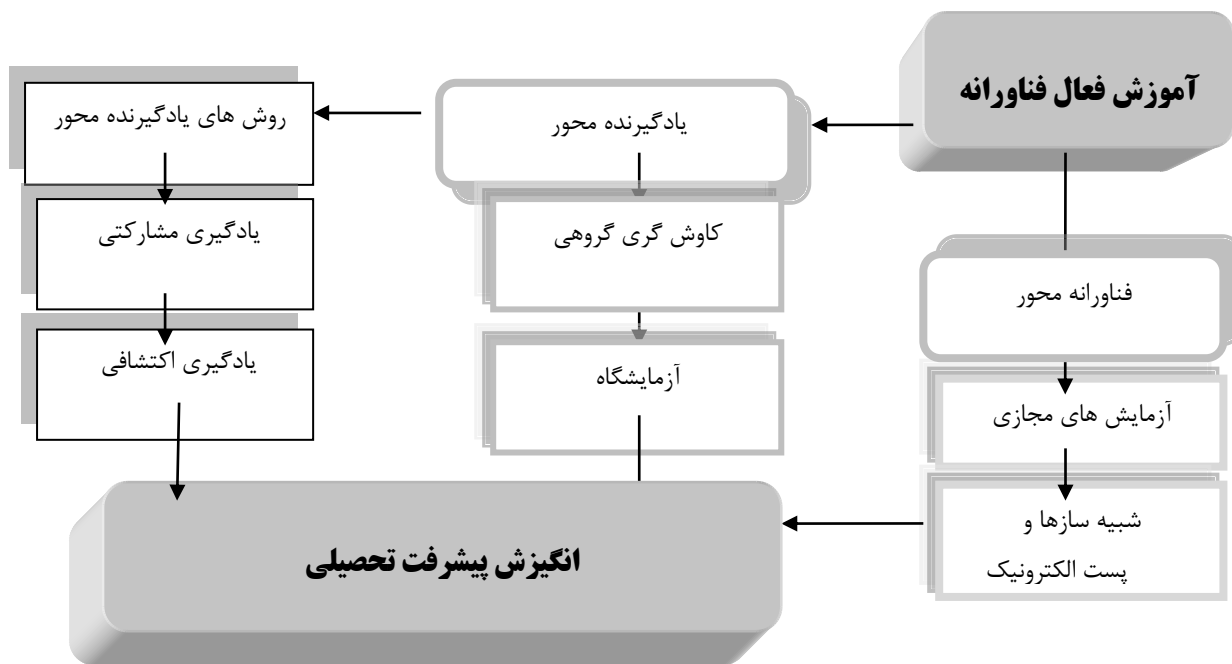 آموزش فعال فناورانه
یادگیرنده محور
روش های یادگیرنده محور
کاوش گری گروهی
یادگیری مشارکتی
فناورانه محور
آزمایشگاه
یادگیری اکتشافی
آزمایش های مجازی
شبیه سازها و
پست الکترونیک
انگیزش پیشرفت تحصیلی